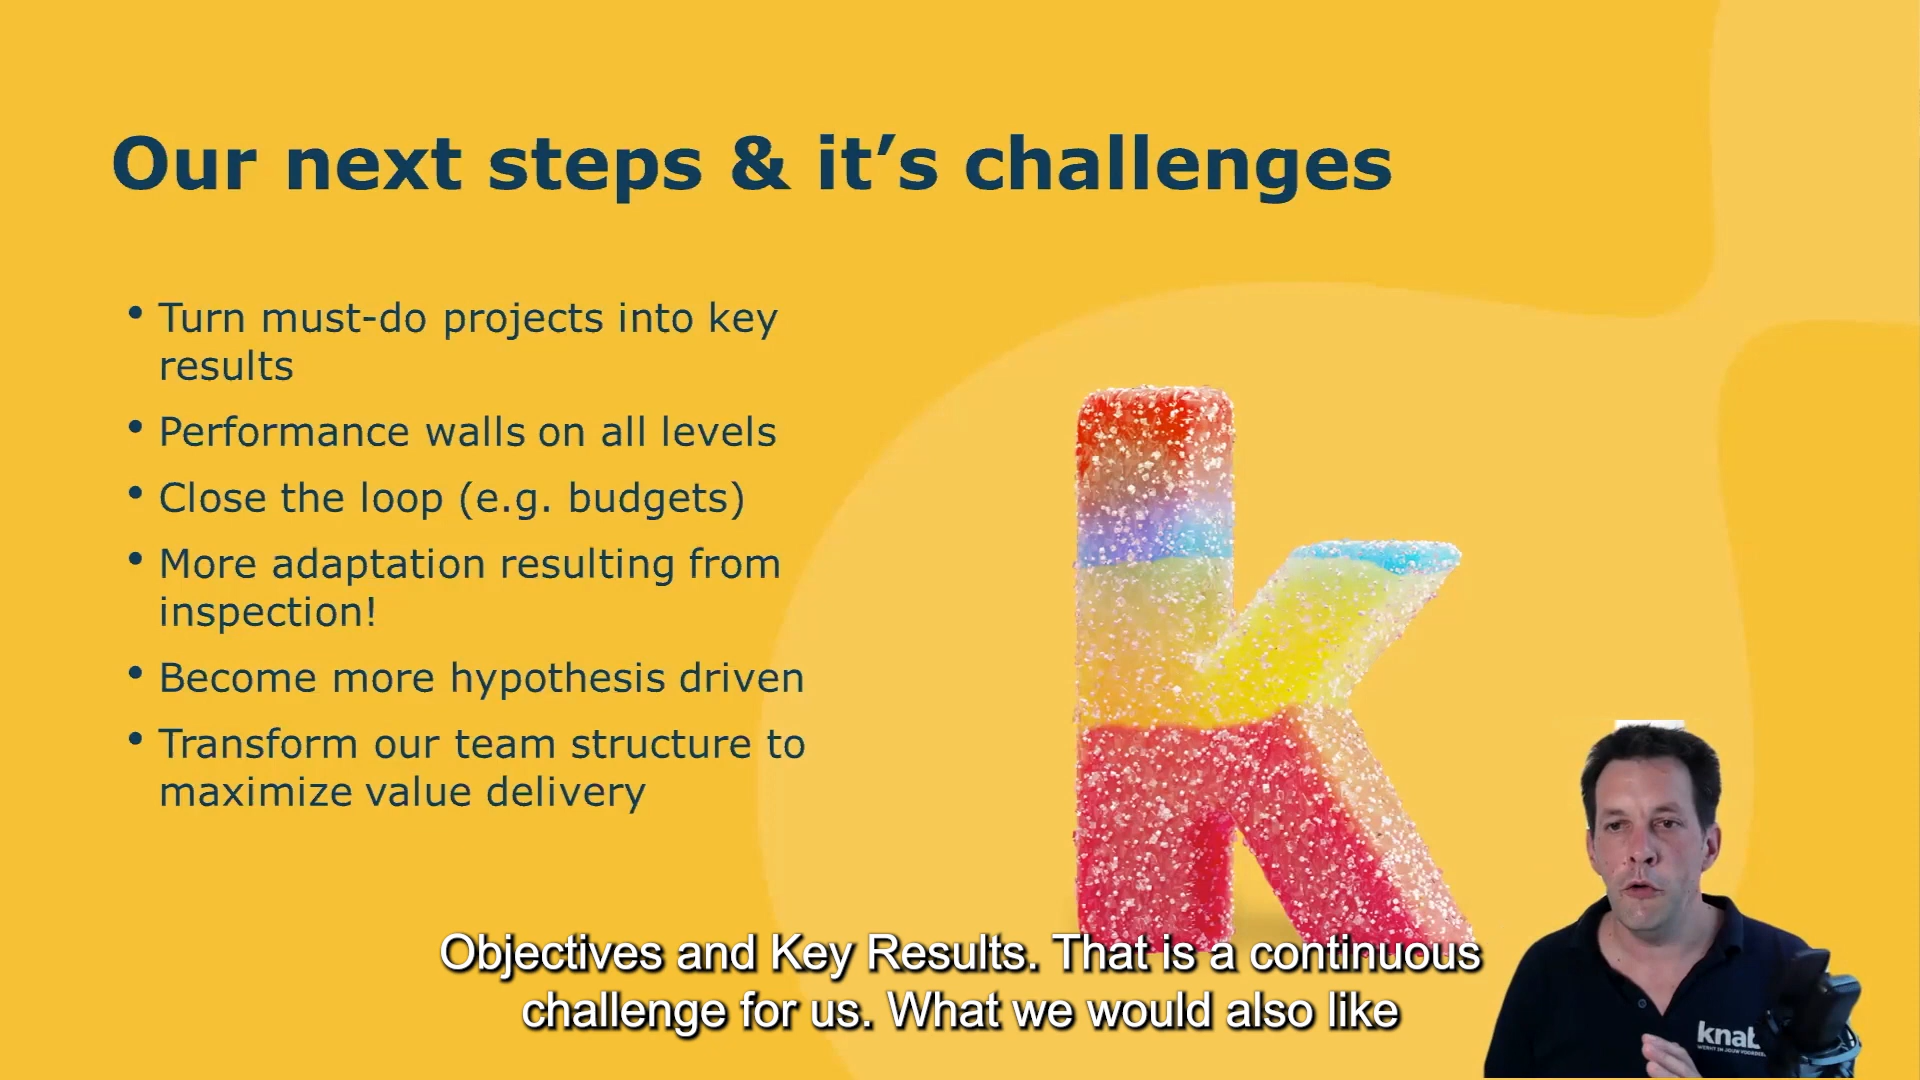 Our next steps & it’s challenges
• Turn must-do projects into key
results
• Performance walls on all levels
• Close the loop (e.g. budgets)
• More adaptation resulting from
inspection!
• Become more hypothesis driven
• Transform our team structure to
maximize value delivery
k
Objectives and Key Results. That is a continuous
challenge for us. What we would also like
knab